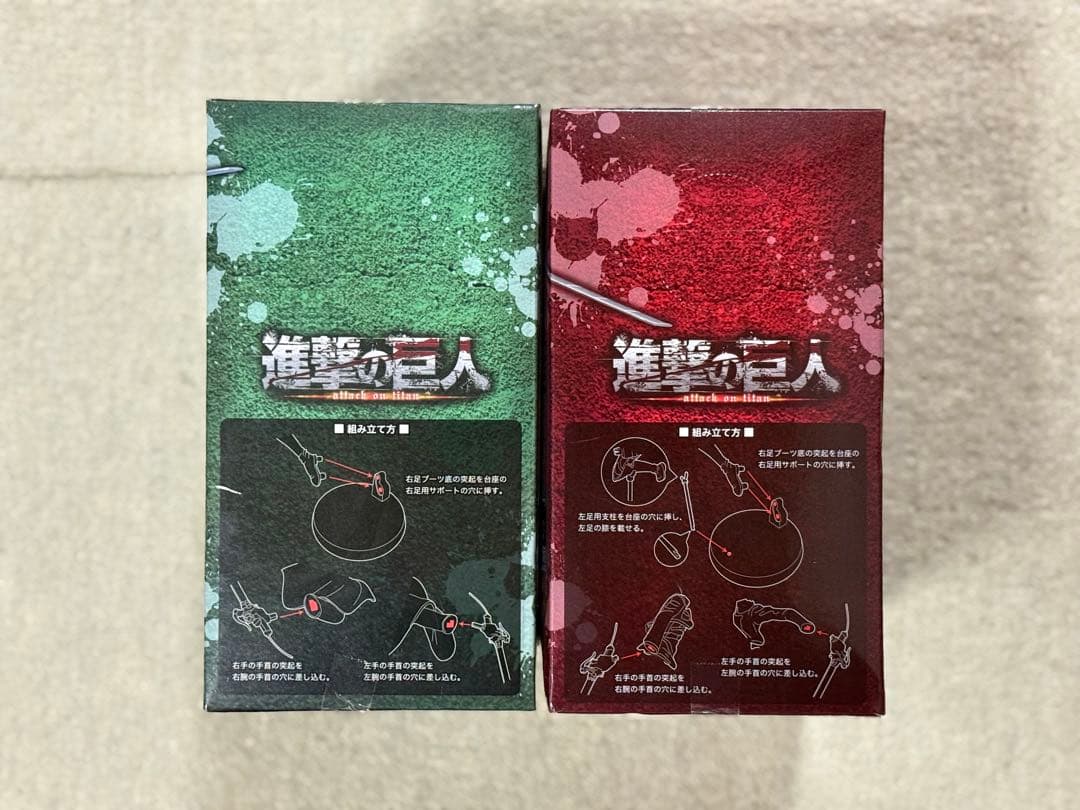 進撃の巨人
attack on titan
■ 組み立て方 ■
右足ブーツ底の突起を台座の
右足用サポートの穴に挿す。
右手の手首の突起を
右腕の手首の穴に差し込む。
左手の手首の突起を
左腕の手首の穴に差し込む。
進撃の巨人
attack on titan
■ 組み立て方 ■
右足ブーツ底の突起を台座の
右足用サポートの穴に挿す。
左足用支柱を台座の穴に挿し、
左足の膝を載せる。
右手の手首の突起を
右腕の手首の穴に差し込む。
左手の手首の突起を
左腕の手首の穴に差し込む。